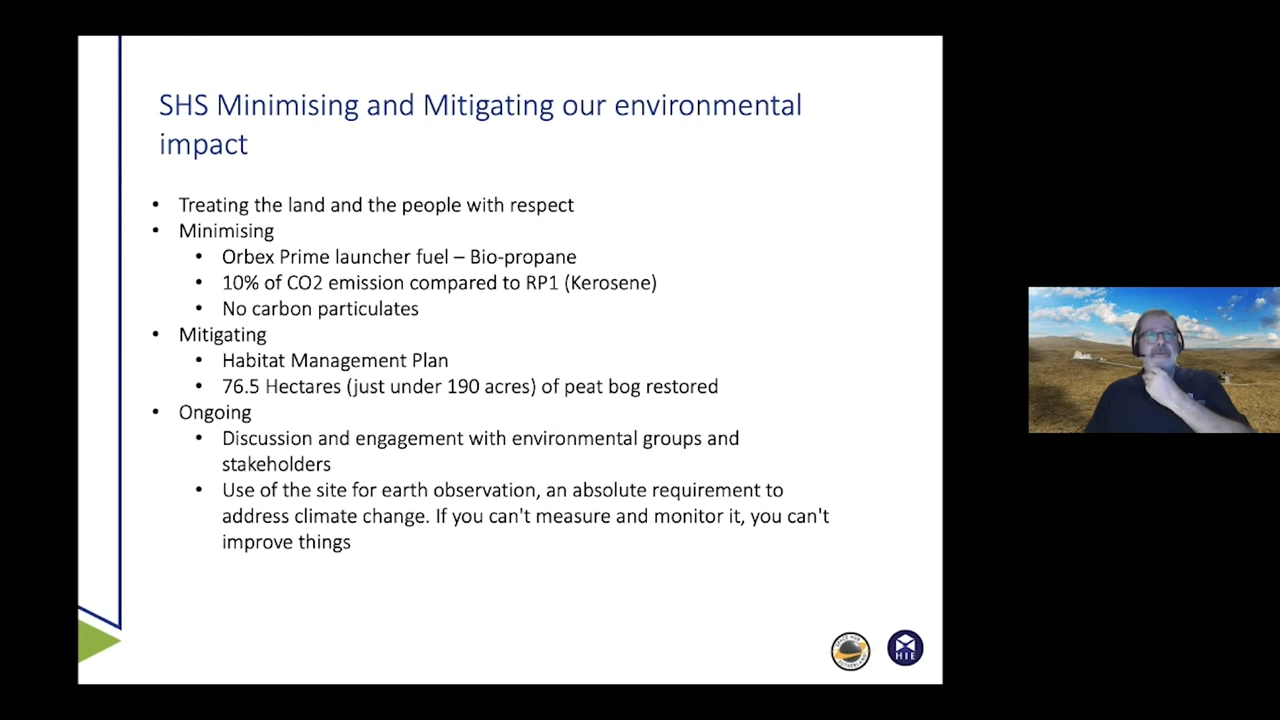 SHS Minimising and Mitigating our environmental
impact
• Treating the land and the people with respect
• Minimising
• Orbex Prime launcher fuel – Bio-propane
• 10% of CO2 emission compared to RP1 (Kerosene)
• No carbon particulates
• Mitigating
• Habitat Management Plan
• 76.5 Hectares (just under 190 acres) of peat bog restored
• Ongoing
• Discussion and engagement with environmental groups and
stakeholders
• Use of the site for earth observation, an absolute requirement to
address climate change. If you can't measure and monitor it, you can't
improve things
SPACE HUB
SUTHERLAND
HIE